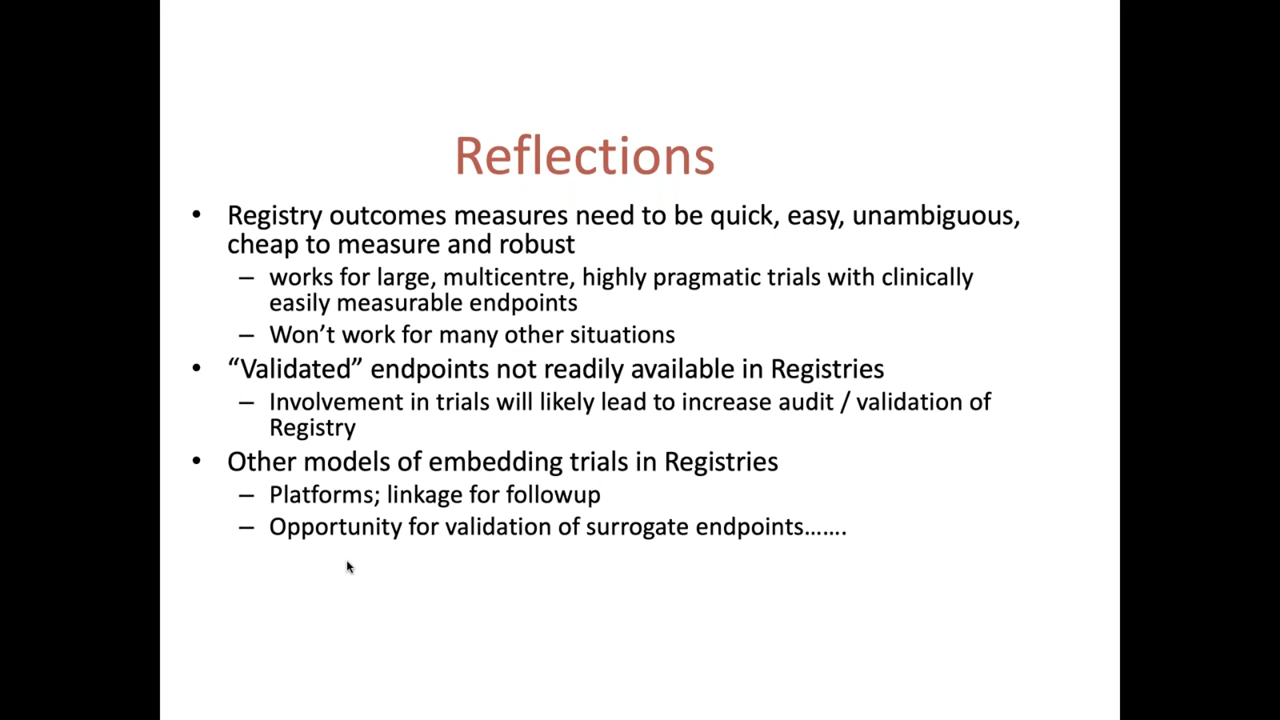 Reflections
• Registry outcomes measures need to be quick, easy, unambiguous,
cheap to measure and robust
– works for large, multicentre, highly pragmatic trials with clinically
easily measurable endpoints
– Won’t work for many other situations
• “Validated” endpoints not readily available in Registries
– Involvement in trials will likely lead to increase audit / validation of
Registry
• Other models of embedding trials in Registries
– Platforms; linkage for followup
– Opportunity for validation of surrogate endpoints.......